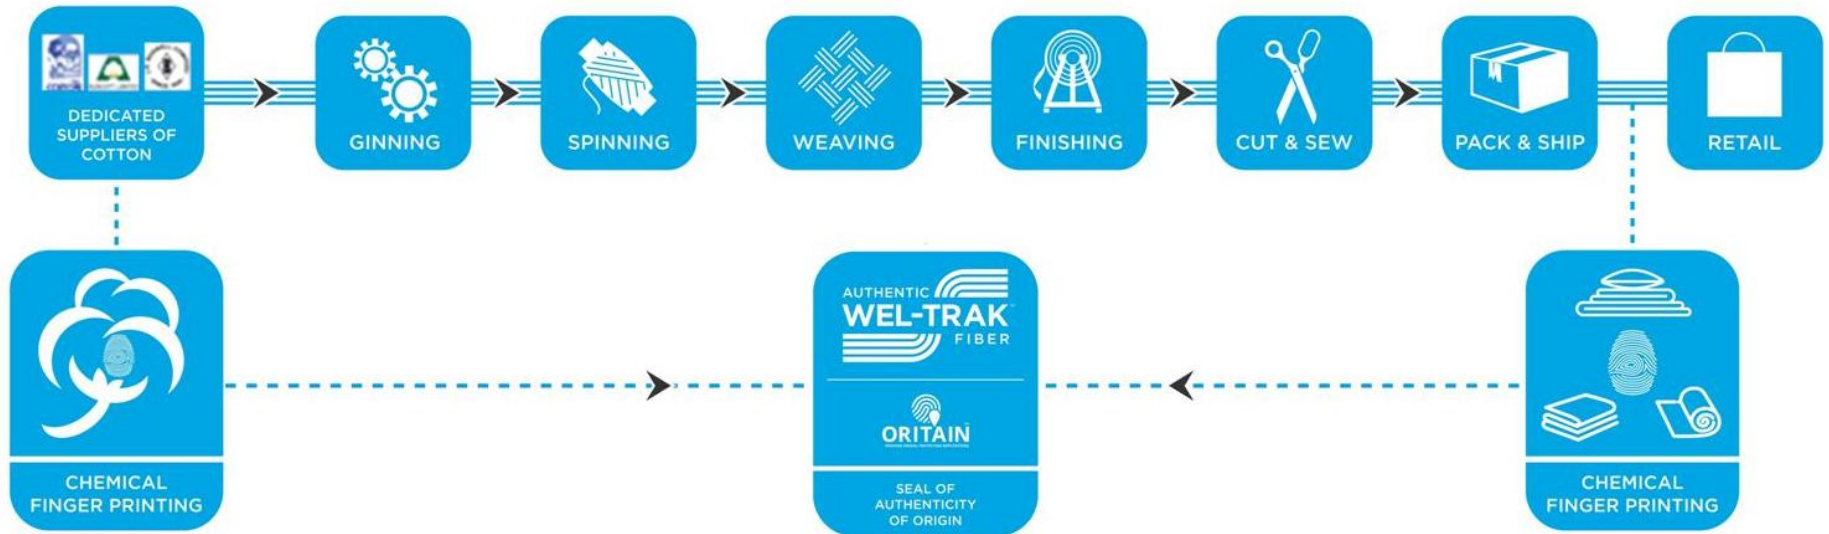 DEDICATED
SUPPLIERS OF
COTTON
GINNING
SPINNING
WEAVING
FINISHING
CUT & SEW
PACK & SHIP
RETAIL
CHEMICAL
FINGER PRINTING
AUTHENTIC
WEL-TRAK™
FIBER
ORITAIN
SEAL OF
AUTHENTICITY
OF ORIGIN
CHEMICAL
FINGER PRINTING